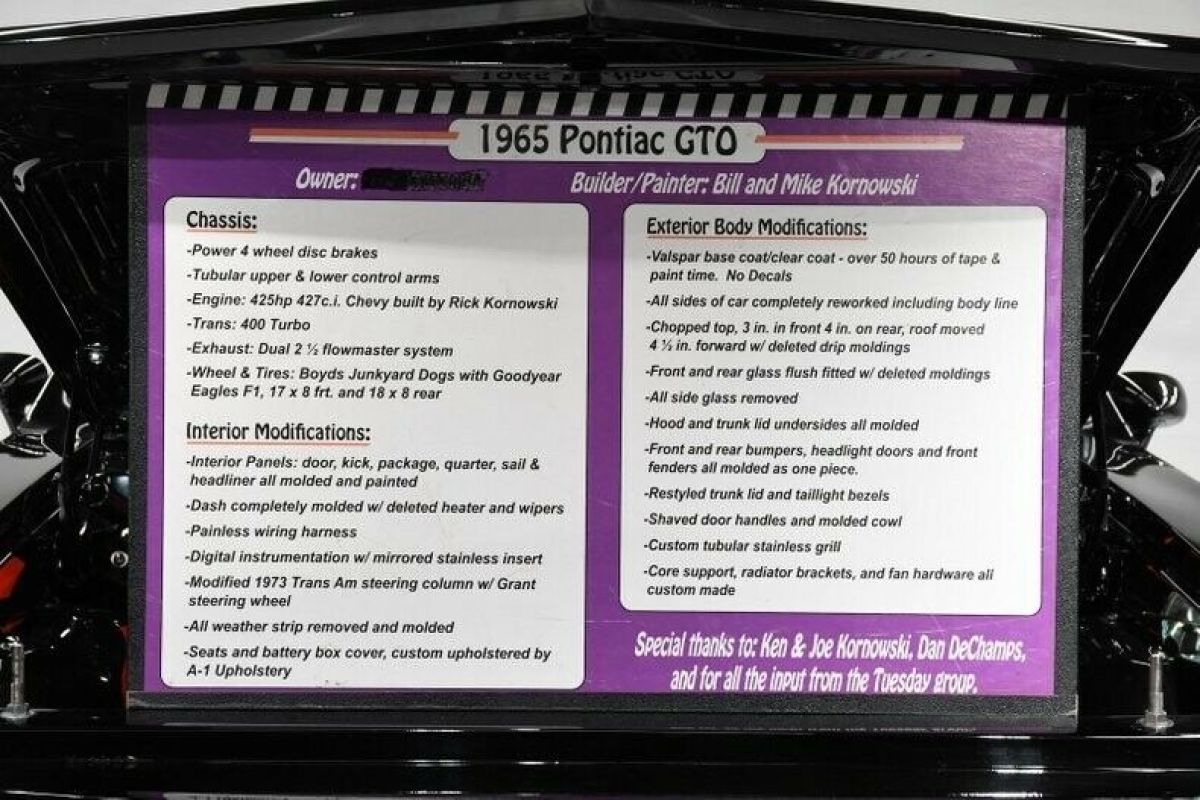 1965 Pontiac GTO
1965 Pontiac GTO
Owner:
Builder/Painter: Bill and Mike Kornowski
Chassis:
-Power 4 wheel disc brakes
-Tubular upper & lower control arms
-Engine: 425hp 427c.i. Chevy built by Rick Kornowski
-Trans: 400 Turbo
-Exhaust: Dual 2 ½ flowmaster system
-Wheel & Tires: Boyds Junkyard Dogs with Goodyear
Eagles F1, 17 x 8 frt. and 18 x 8 rear
Interior Modifications:
-Interior Panels: door, kick, package, quarter, sail &
headliner all molded and painted
-Dash completely molded w/ deleted heater and wipers
-Painless wiring harness
-Digital instrumentation w/ mirrored stainless insert
-Modified 1973 Trans Am steering column w/ Grant
steering wheel
-All weather strip removed and molded
-Seats and battery box cover, custom upholstered by
A-1 Upholstery
Exterior Body Modifications:
-Valspar base coat/clear coat - over 50 hours of tape &
paint time. No Decals
-All sides of car completely reworked including body line
-Chopped top, 3 in. in front 4 in. on rear, roof moved
4 ½ in. forward w/ deleted drip moldings
-Front and rear glass flush fitted w/ deleted moldings
-All side glass removed
-Hood and trunk lid undersides all molded
-Front and rear bumpers, headlight doors and front
fenders all molded as one piece.
-Restyled trunk lid and taillight bezels
-Shaved door handles and molded cowl
-Custom tubular stainless grill
-Core support, radiator brackets, and fan hardware all
custom made
Special thanks to: Ken & Joe Kornowski, Dan DeChamps,
and for all the input from the Tuesday group.